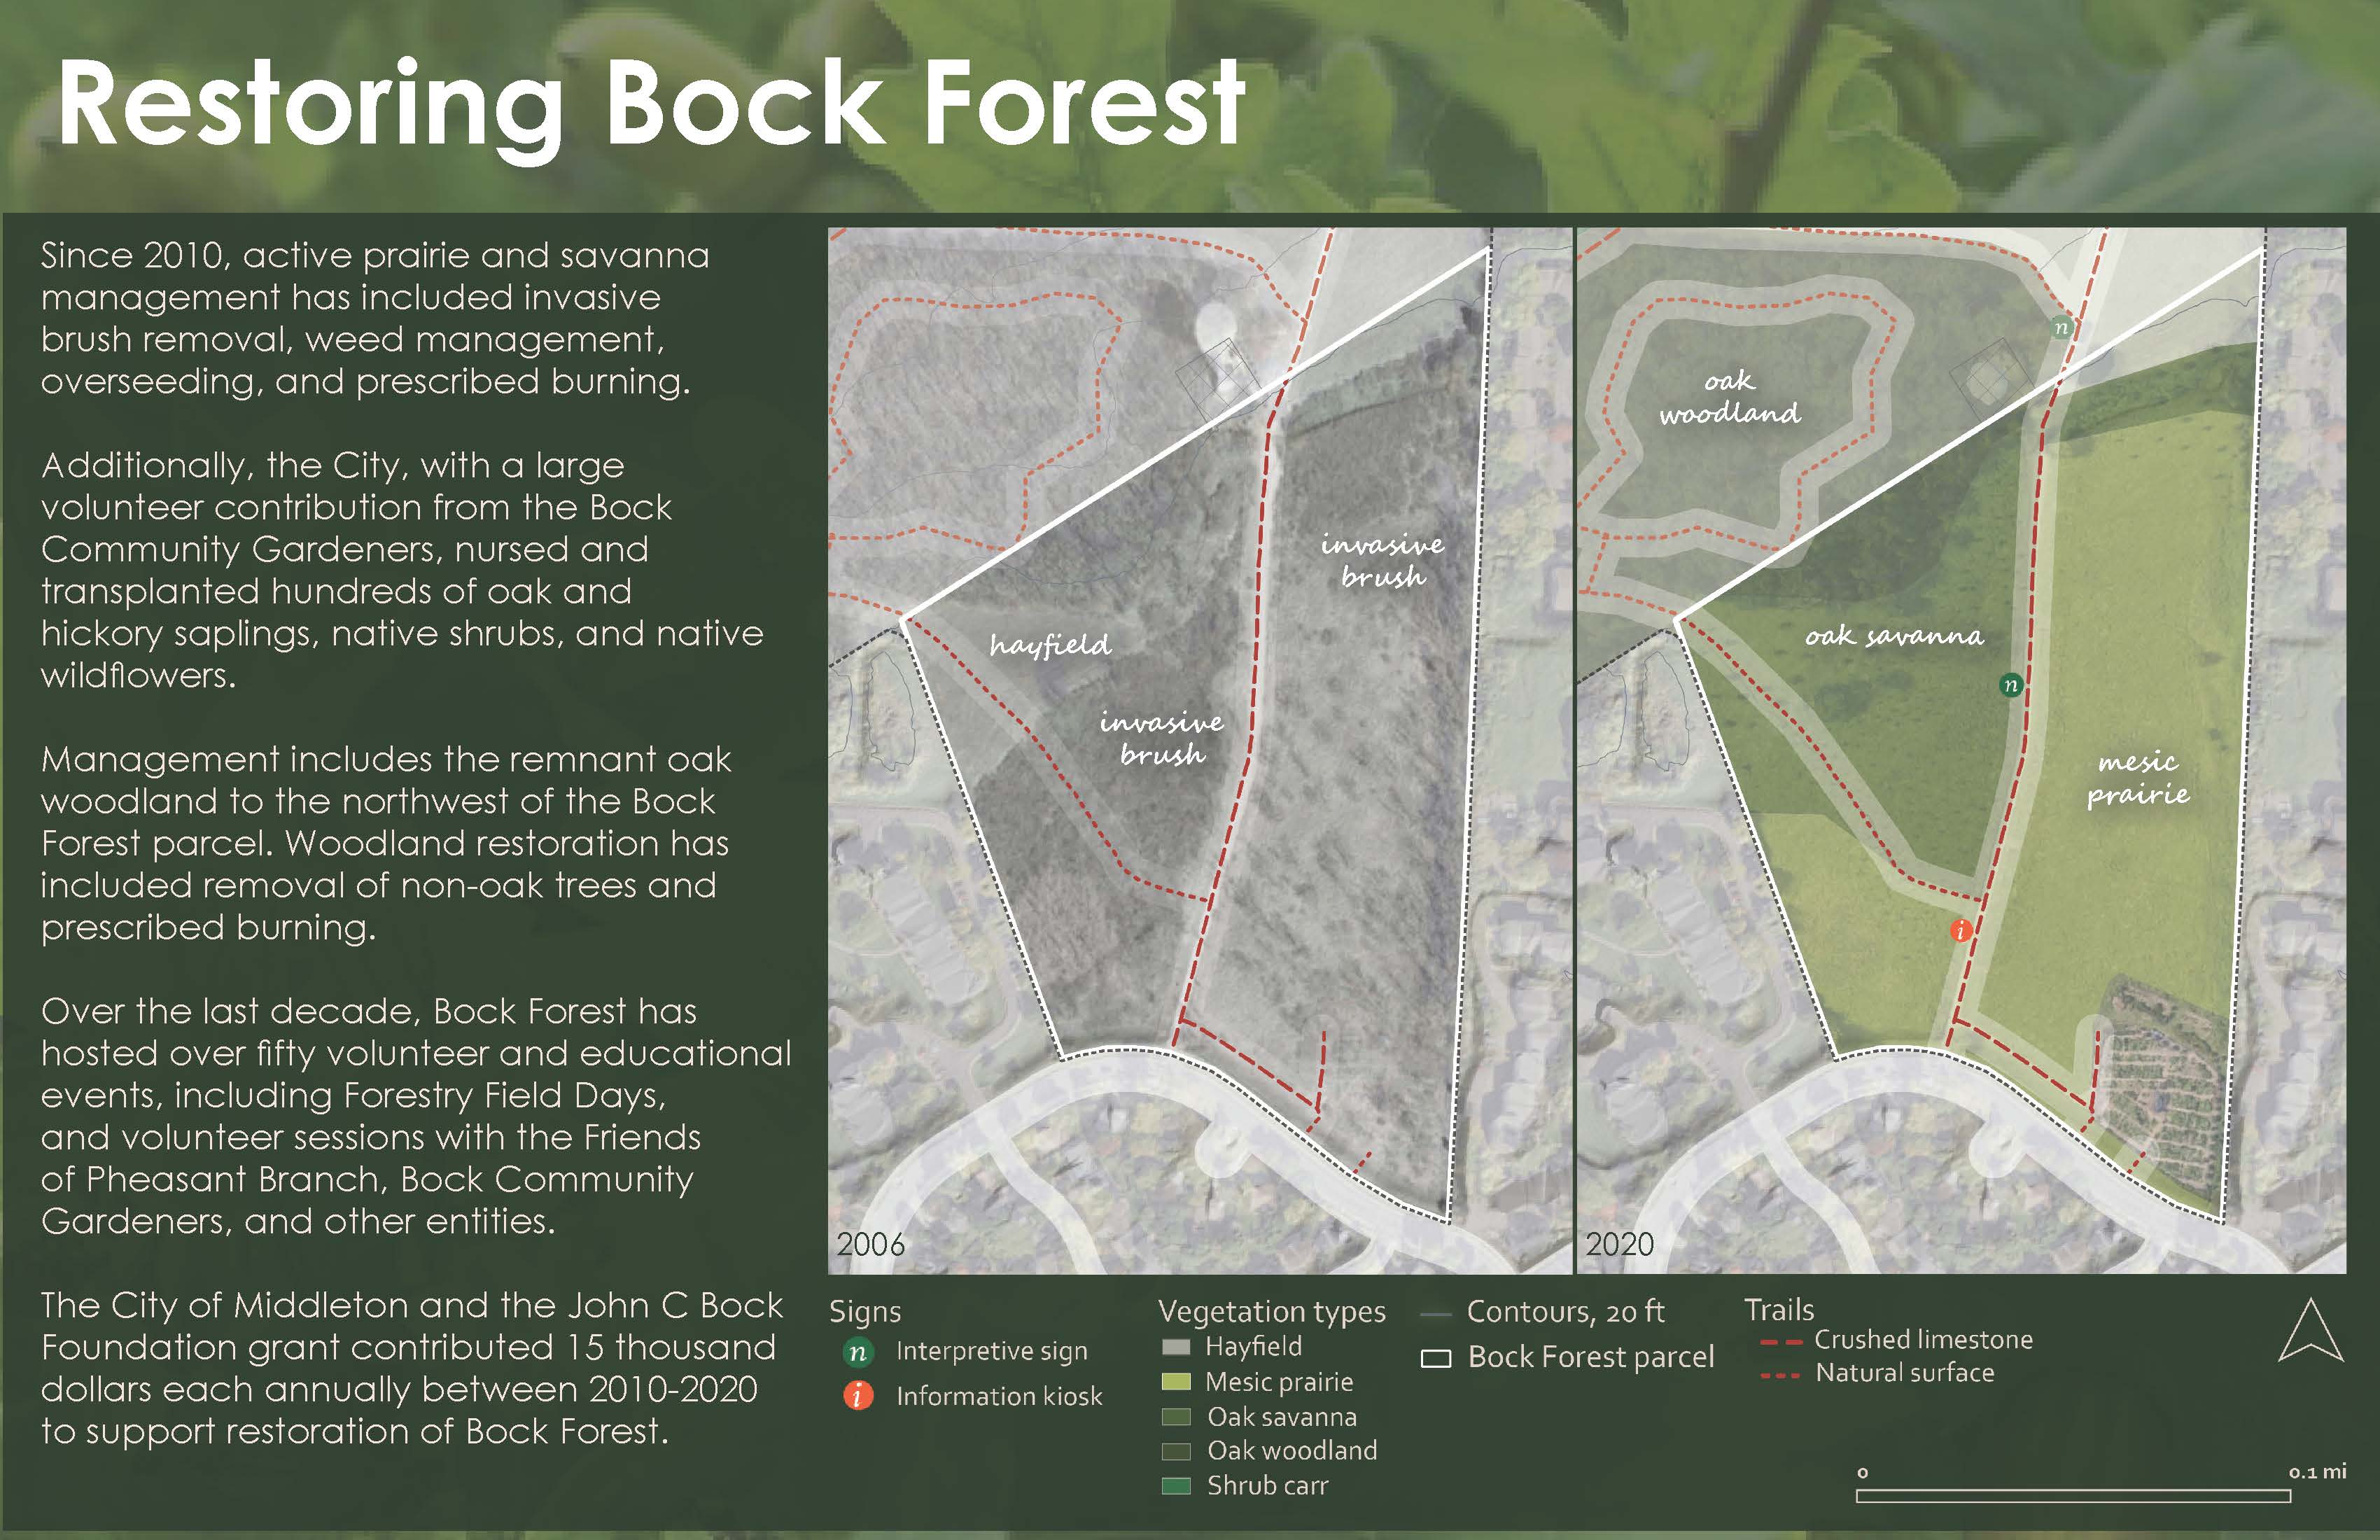 Restoring Bock Forest
Since 2010, active prairie and savanna
management has included invasive
brush removal, weed management,
overseeding, and prescribed burning.
Additionally, the City, with a large
volunteer contribution from the Bock
Community Gardeners, nursed and
transplanted hundreds of oak and
hickory saplings, native shrubs, and native
wildflowers.
Management includes the remnant oak
woodland to the northwest of the Bock
Forest parcel. Woodland restoration has
included removal of non-oak trees and
prescribed burning.
Over the last decade, Bock Forest has
hosted over fifty volunteer and educational
events, including Forestry Field Days,
and volunteer sessions with the Friends
of Pheasant Branch, Bock Community
Gardeners, and other entities.
The City of Middleton and the John C Bock
Foundation grant contributed 15 thousand
dollars each annually between 2010-2020
to support restoration of Bock Forest.
invasive
brush
hayfield
invasive
brush
2006
n
oak
woodland
oak savanna
n
mesic
prairie
i
2020
Signs
n Interpretive sign
i Information kiosk
Vegetation types
Hayfield
Mesic prairie
Oak savanna
Oak woodland
Shrub carr
Contours, 20 ft
Bock Forest parcel
Trails
Crushed limestone
Natural surface
0 0.1 mi